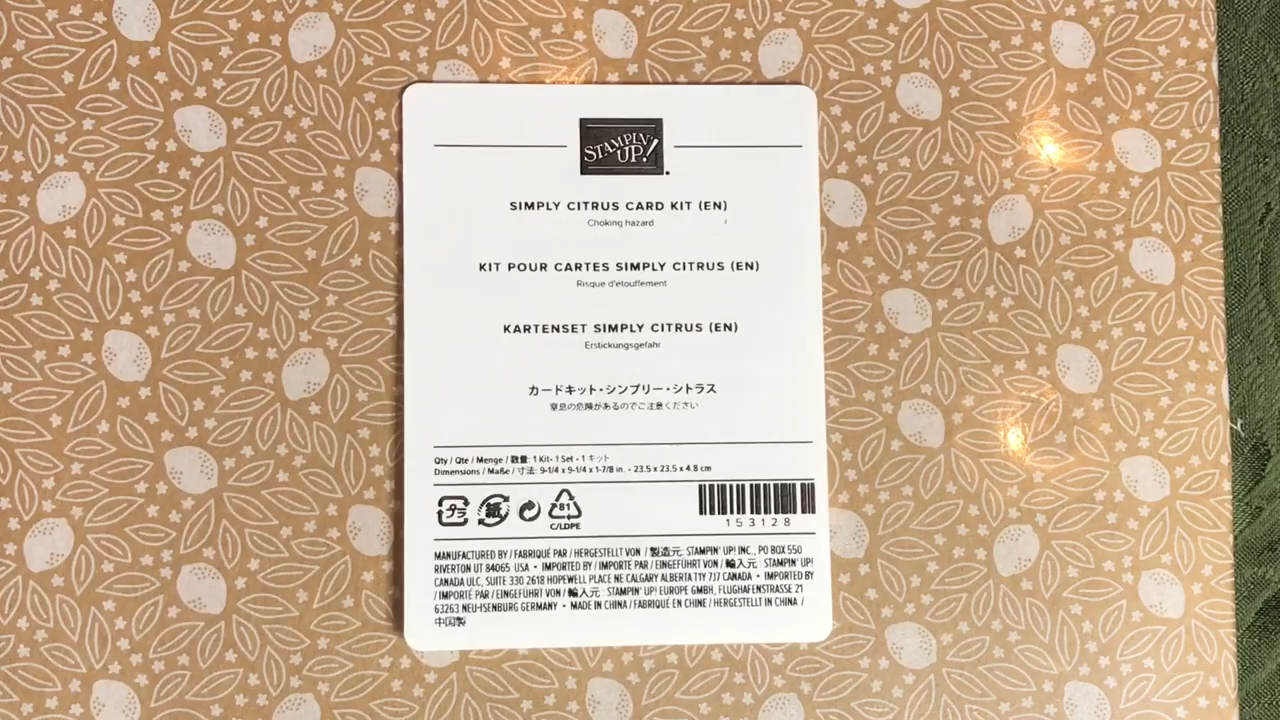 STAMPIN' UP!
SIMPLY CITRUS CARD KIT (EN)
Choking hazard
KIT POUR CARTES SIMPLY CITRUS (EN)
Risque d'étouffement
KARTENSET SIMPLY CITRUS (EN)
Erstickungsgefahr
カードキット・シンプリー・シトラス
窒息の危険があるのでご注意ください
Qty / Qté / Menge / 数量: 1 Kit • 1 Set • 1 キット
Dimensions / Maße / 寸法: 9-1/4 x 9-1/4 x 1-7/8 in. • 23.5 x 23.5 x 4.8 cm
プラ 紙 81
C/LDPE
153128
MANUFACTURED BY / FABRIQUÉ PAR / HERGESTELLT VON / 製造元: STAMPIN' UP! INC., PO BOX 550
RIVERTON UT 84065 USA • IMPORTED BY / IMPORTÉ PAR / EINGEFÜHRT VON / 輸入元 : STAMPIN' UP!
CANADA ULC, SUITE 330 2618 HOPEWELL PLACE NE CALGARY ALBERTA T1Y 7J7 CANADA • IMPORTED BY
/ IMPORTÉ PAR / EINGEFÜHRT VON / 輸入元 : STAMPIN' UP! EUROPE GMBH, FLUGHAFENSTRASSE 21
63263 NEU-ISENBURG GERMANY • MADE IN CHINA / FABRIQUÉ EN CHINE / HERGESTELLT IN CHINA /
中国製